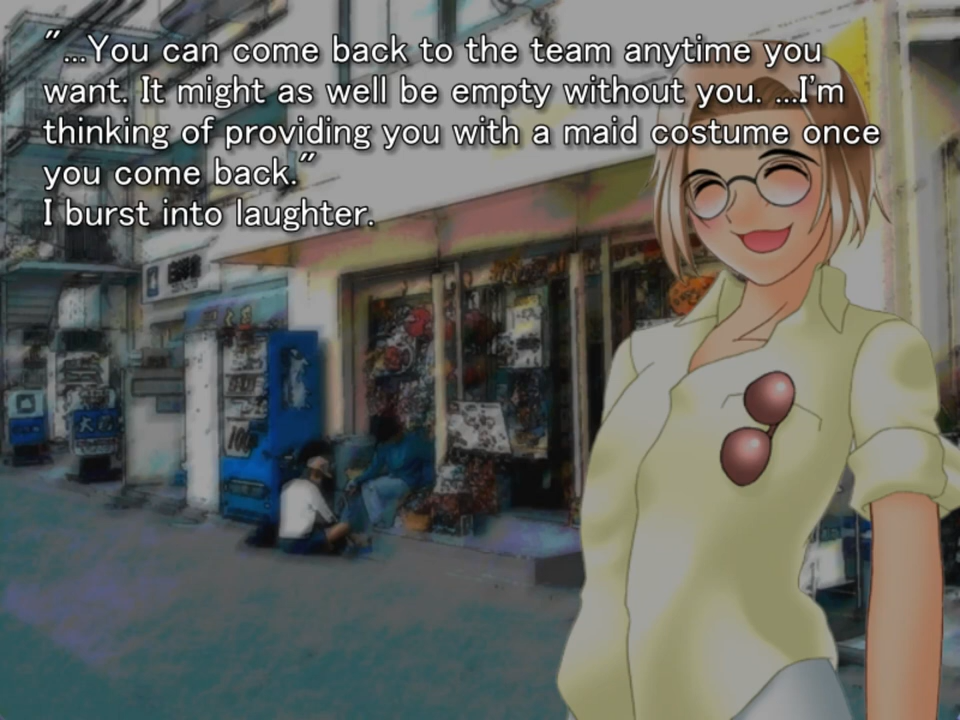 "...You can come back to the team anytime you
want. It might as well be empty without you. ...I'm
thinking of providing you with a maid costume once
you come back."
I burst into laughter.
100